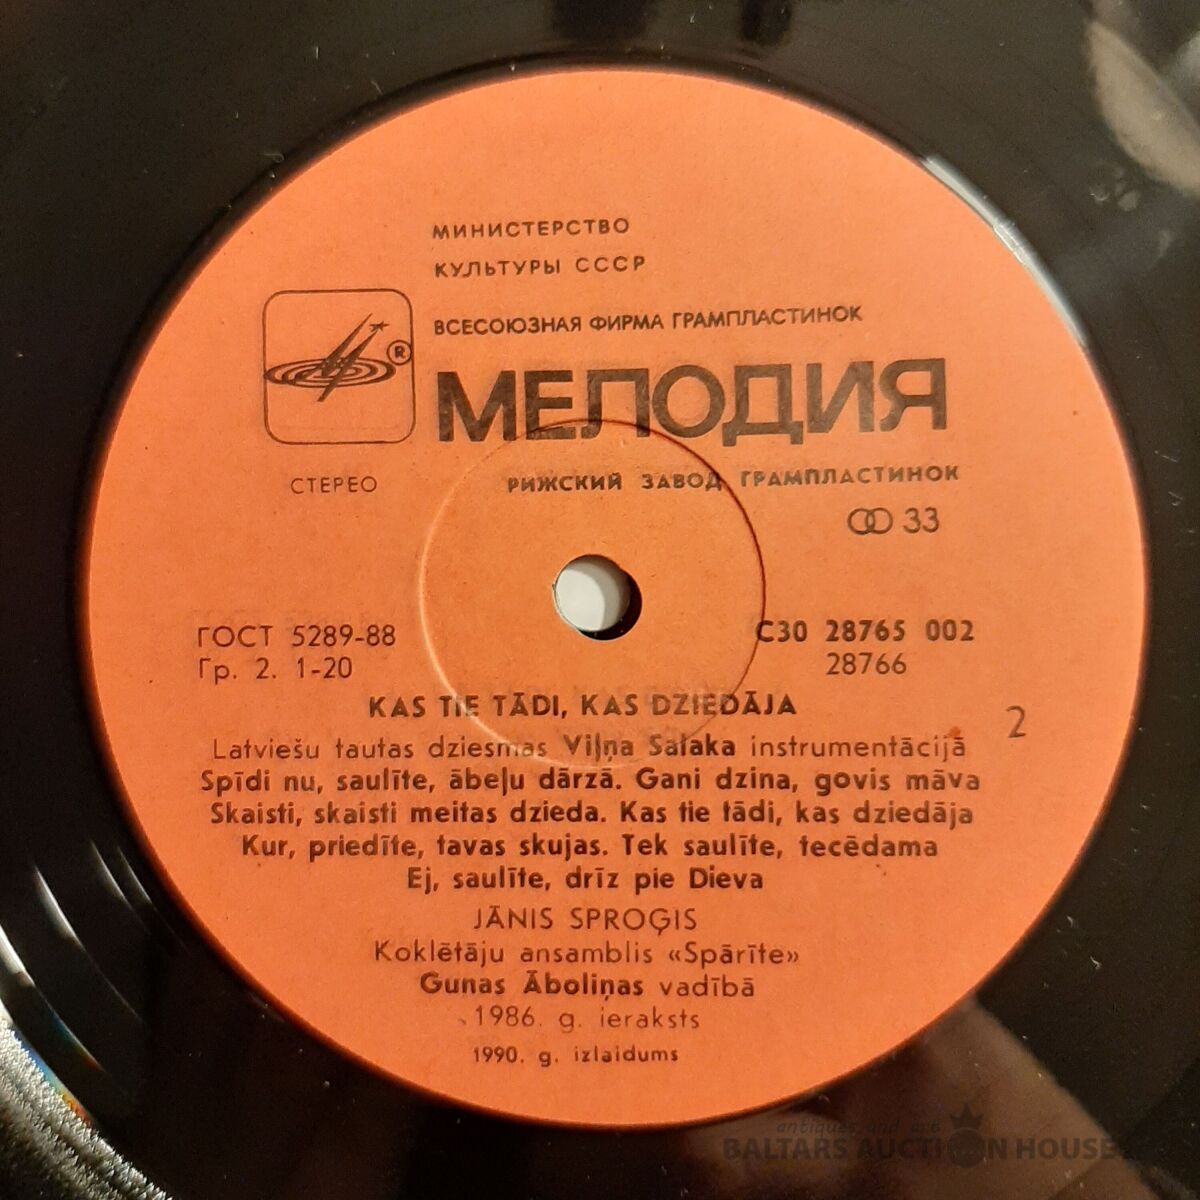 МИНИСТЕРСТВО
КУЛЬТУРЫ СССР
ВСЕСОЮЗНАЯ ФИРМА ГРАМПЛАСТИНОК
®
МЕЛОДИЯ
СТЕРЕО
РИЖСКИЙ ЗАВОД ГРАМПЛАСТИНОК
33
ГОСТ 5289-88
Гр. 2. 1-20
С30 28765 002
28766
KAS TIE TĀDI, KAS DZIEDĀJA
2
Latviešu tautas dziesmas Viļņa Salaka instrumentācijā
Spīdi nu, saulīte, ābeļu dārzā. Gani dzina, govis māva
Skaisti, skaisti meitas dzieda. Kas tie tādi, kas dziedāja
Kur, priedīte, tavas skujas. Tek saulīte, tecēdama
Ej, saulīte, drīz pie Dieva
JĀNIS SPROĢIS
Koklētāju ansamblis «Spārīte»
Gunas Āboliņas vadībā
1986. g. ieraksts
1990. g. izlaidums
antiques and art
BALTARS AUCTION HOUSE